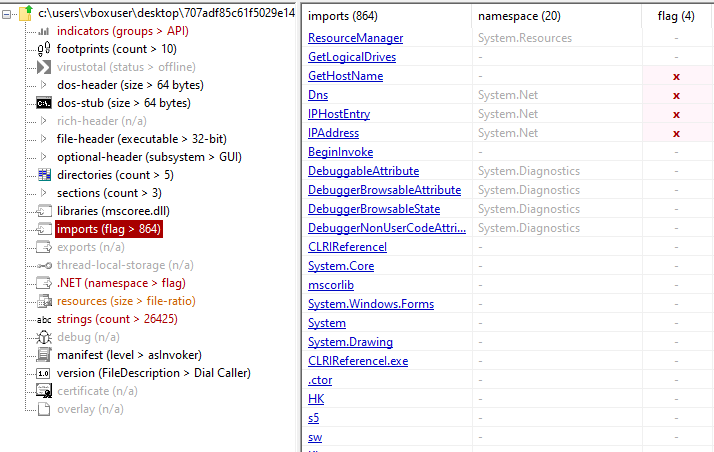 c:\users\vboxuser\desktop\707adf85c61f5029e14
indicators (groups > API)
footprints (count > 10)
virustotal (status > offline)
dos-header (size > 64 bytes)
dos-stub (size > 64 bytes)
rich-header (n/a)
file-header (executable > 32-bit)
optional-header (subsystem > GUI)
directories (count > 5)
sections (count > 3)
libraries (mscoree.dll)
imports (flag > 864)
exports (n/a)
thread-local-storage (n/a)
.NET (namespace > flag)
resources (size > file-ratio)
abc strings (count > 26425)
debug (n/a)
manifest (level > asInvoker)
1.0 version (FileDescription > Dial Caller)
certificate (n/a)
overlay (n/a)
imports (864) namespace (20) flag (4)
ResourceManager System.Resources -
GetLogicalDrives - -
GetHostName - x
Dns System.Net x
IPHostEntry System.Net x
IPAddress System.Net x
BeginInvoke - -
DebuggableAttribute System.Diagnostics -
DebuggerBrowsableAttribute System.Diagnostics -
DebuggerBrowsableState System.Diagnostics -
DebuggerNonUserCodeAttri... System.Diagnostics -
CLRIReferencel - -
System.Core - -
mscorlib - -
System.Windows.Forms - -
System - -
System.Drawing - -
CLRIReferencel.exe - -
.ctor - -
HK - -
s5 - -
sw - -